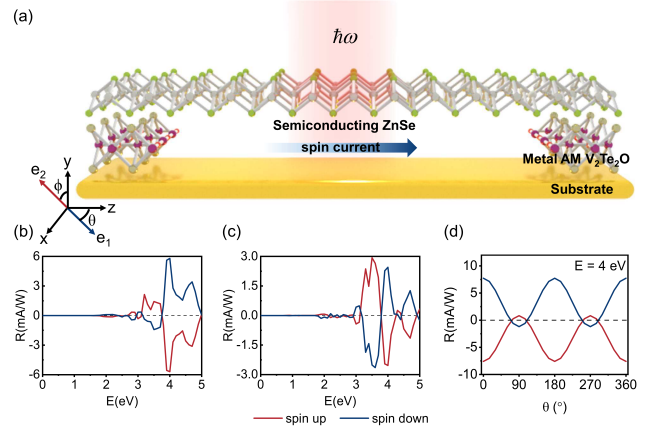 (a)
ħω
Semiconducting ZnSe
spin current
Metal AM V₂Te₂O
Substrate
e₂
ϕ
y
z
θ
x
e₁
(b)
R(mA/W)
6
3
0
-3
-6
0 1 2 3 4 5
E(eV)
(c)
R(mA/W)
3.0
1.5
0.0
-1.5
-3.0
0 1 2 3 4 5
E(eV)
(d)
E = 4 eV
R(mA/W)
10
5
0
-5
-10
0 90 180 270 360
θ (°)
spin up
spin down